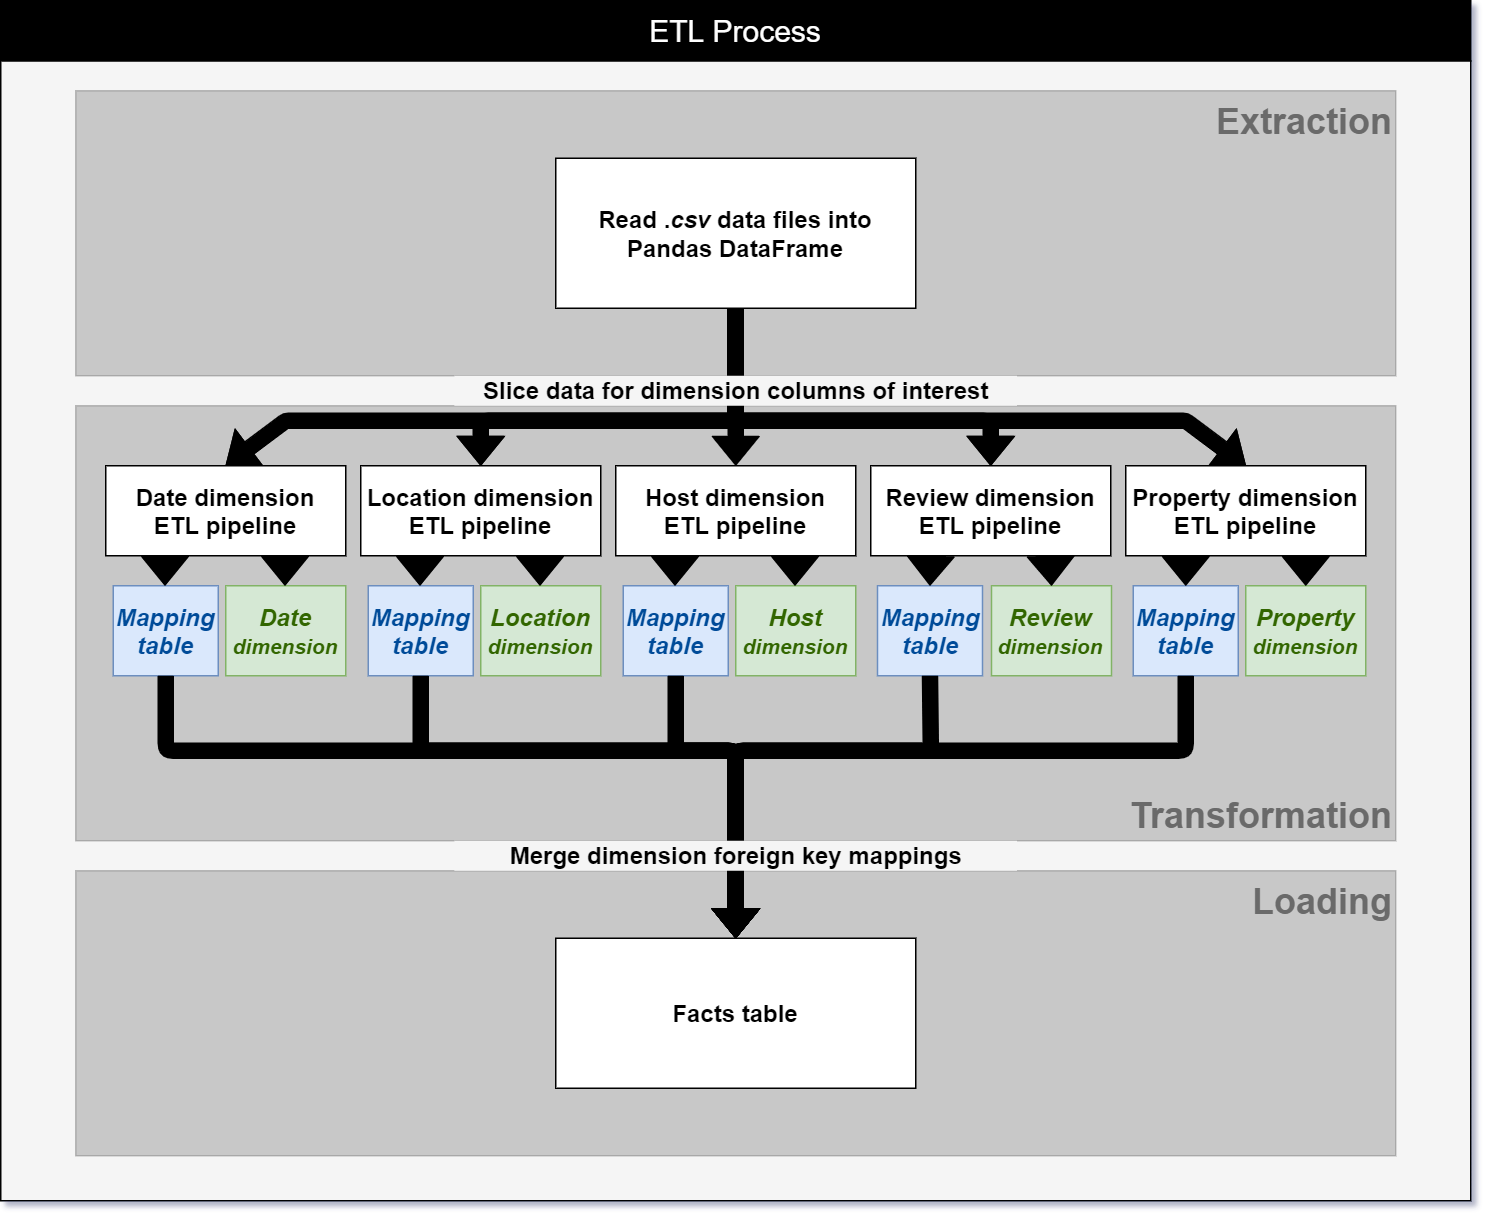 ETL Process
Extraction
Read .csv data files into
Pandas DataFrame
Slice data for dimension columns of interest
Date dimension
ETL pipeline
Location dimension
ETL pipeline
Host dimension
ETL pipeline
Review dimension
ETL pipeline
Property dimension
ETL pipeline
Mapping
table
Date
dimension
Mapping
table
Location
dimension
Mapping
table
Host
dimension
Mapping
table
Review
dimension
Mapping
table
Property
dimension
Transformation
Merge dimension foreign key mappings
Loading
Facts table